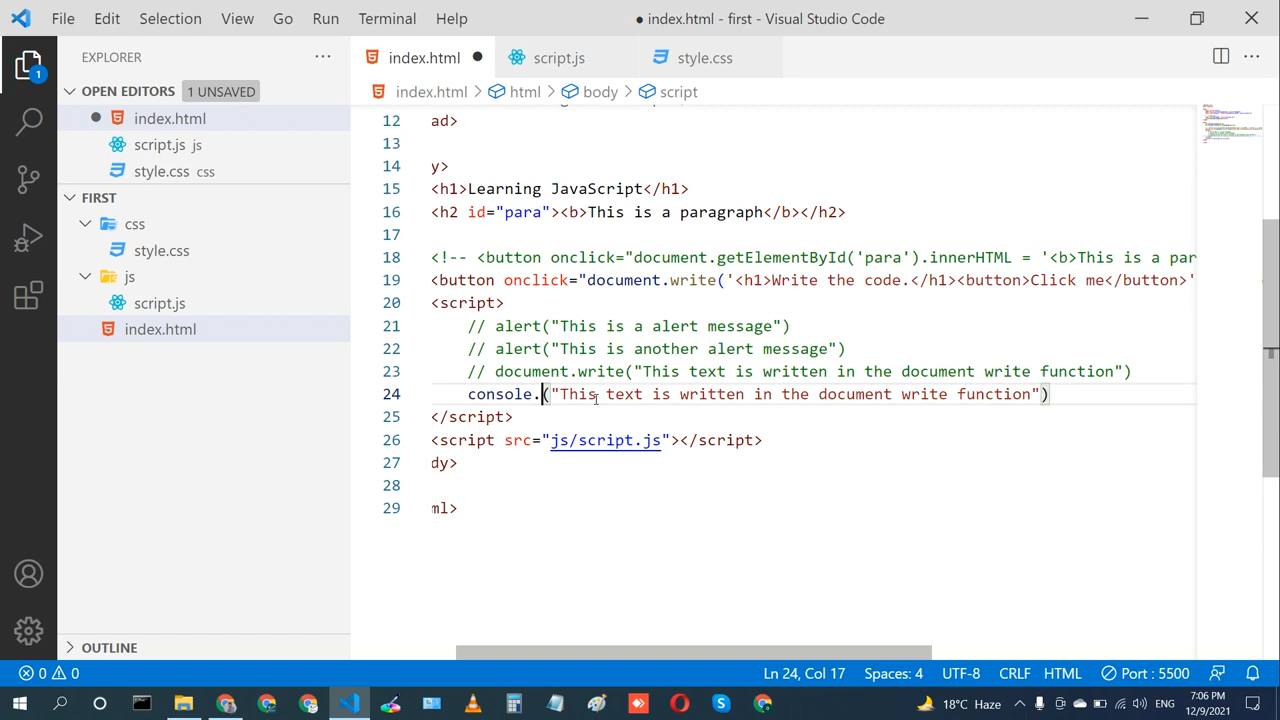 File Edit Selection View Go Run Terminal Help
● index.html - first - Visual Studio Code
EXPLORER
index.html
script.js
style.css
OPEN EDITORS 1 UNSAVED
index.html > html > body > script
index.html
script.js js
style.css css
FIRST
css
style.css
js
script.js
index.html
1
12 ad>
13
14 y>
15 <h1>Learning JavaScript</h1>
16 <h2 id="para"><b>This is a paragraph</b></h2>
17
18 <!-- <button onclick="document.getElementById('para').innerHTML = '<b>This is a par
19 <button onclick="document.write('<h1>Write the code.</h1><button>Click me</button>'
20 <script>
21 // alert("This is a alert message")
22 // alert("This is another alert message")
23 // document.write("This text is written in the document write function")
24 console.("This text is written in the document write function")
25 </script>
26 <script src="js/script.js"></script>
27 dy>
28
29 ml>
OUTLINE
0 0
Ln 24, Col 17 Spaces: 4 UTF-8 CRLF HTML Port : 5500
18°C Haze ENG 7:06 PM
12/9/2021